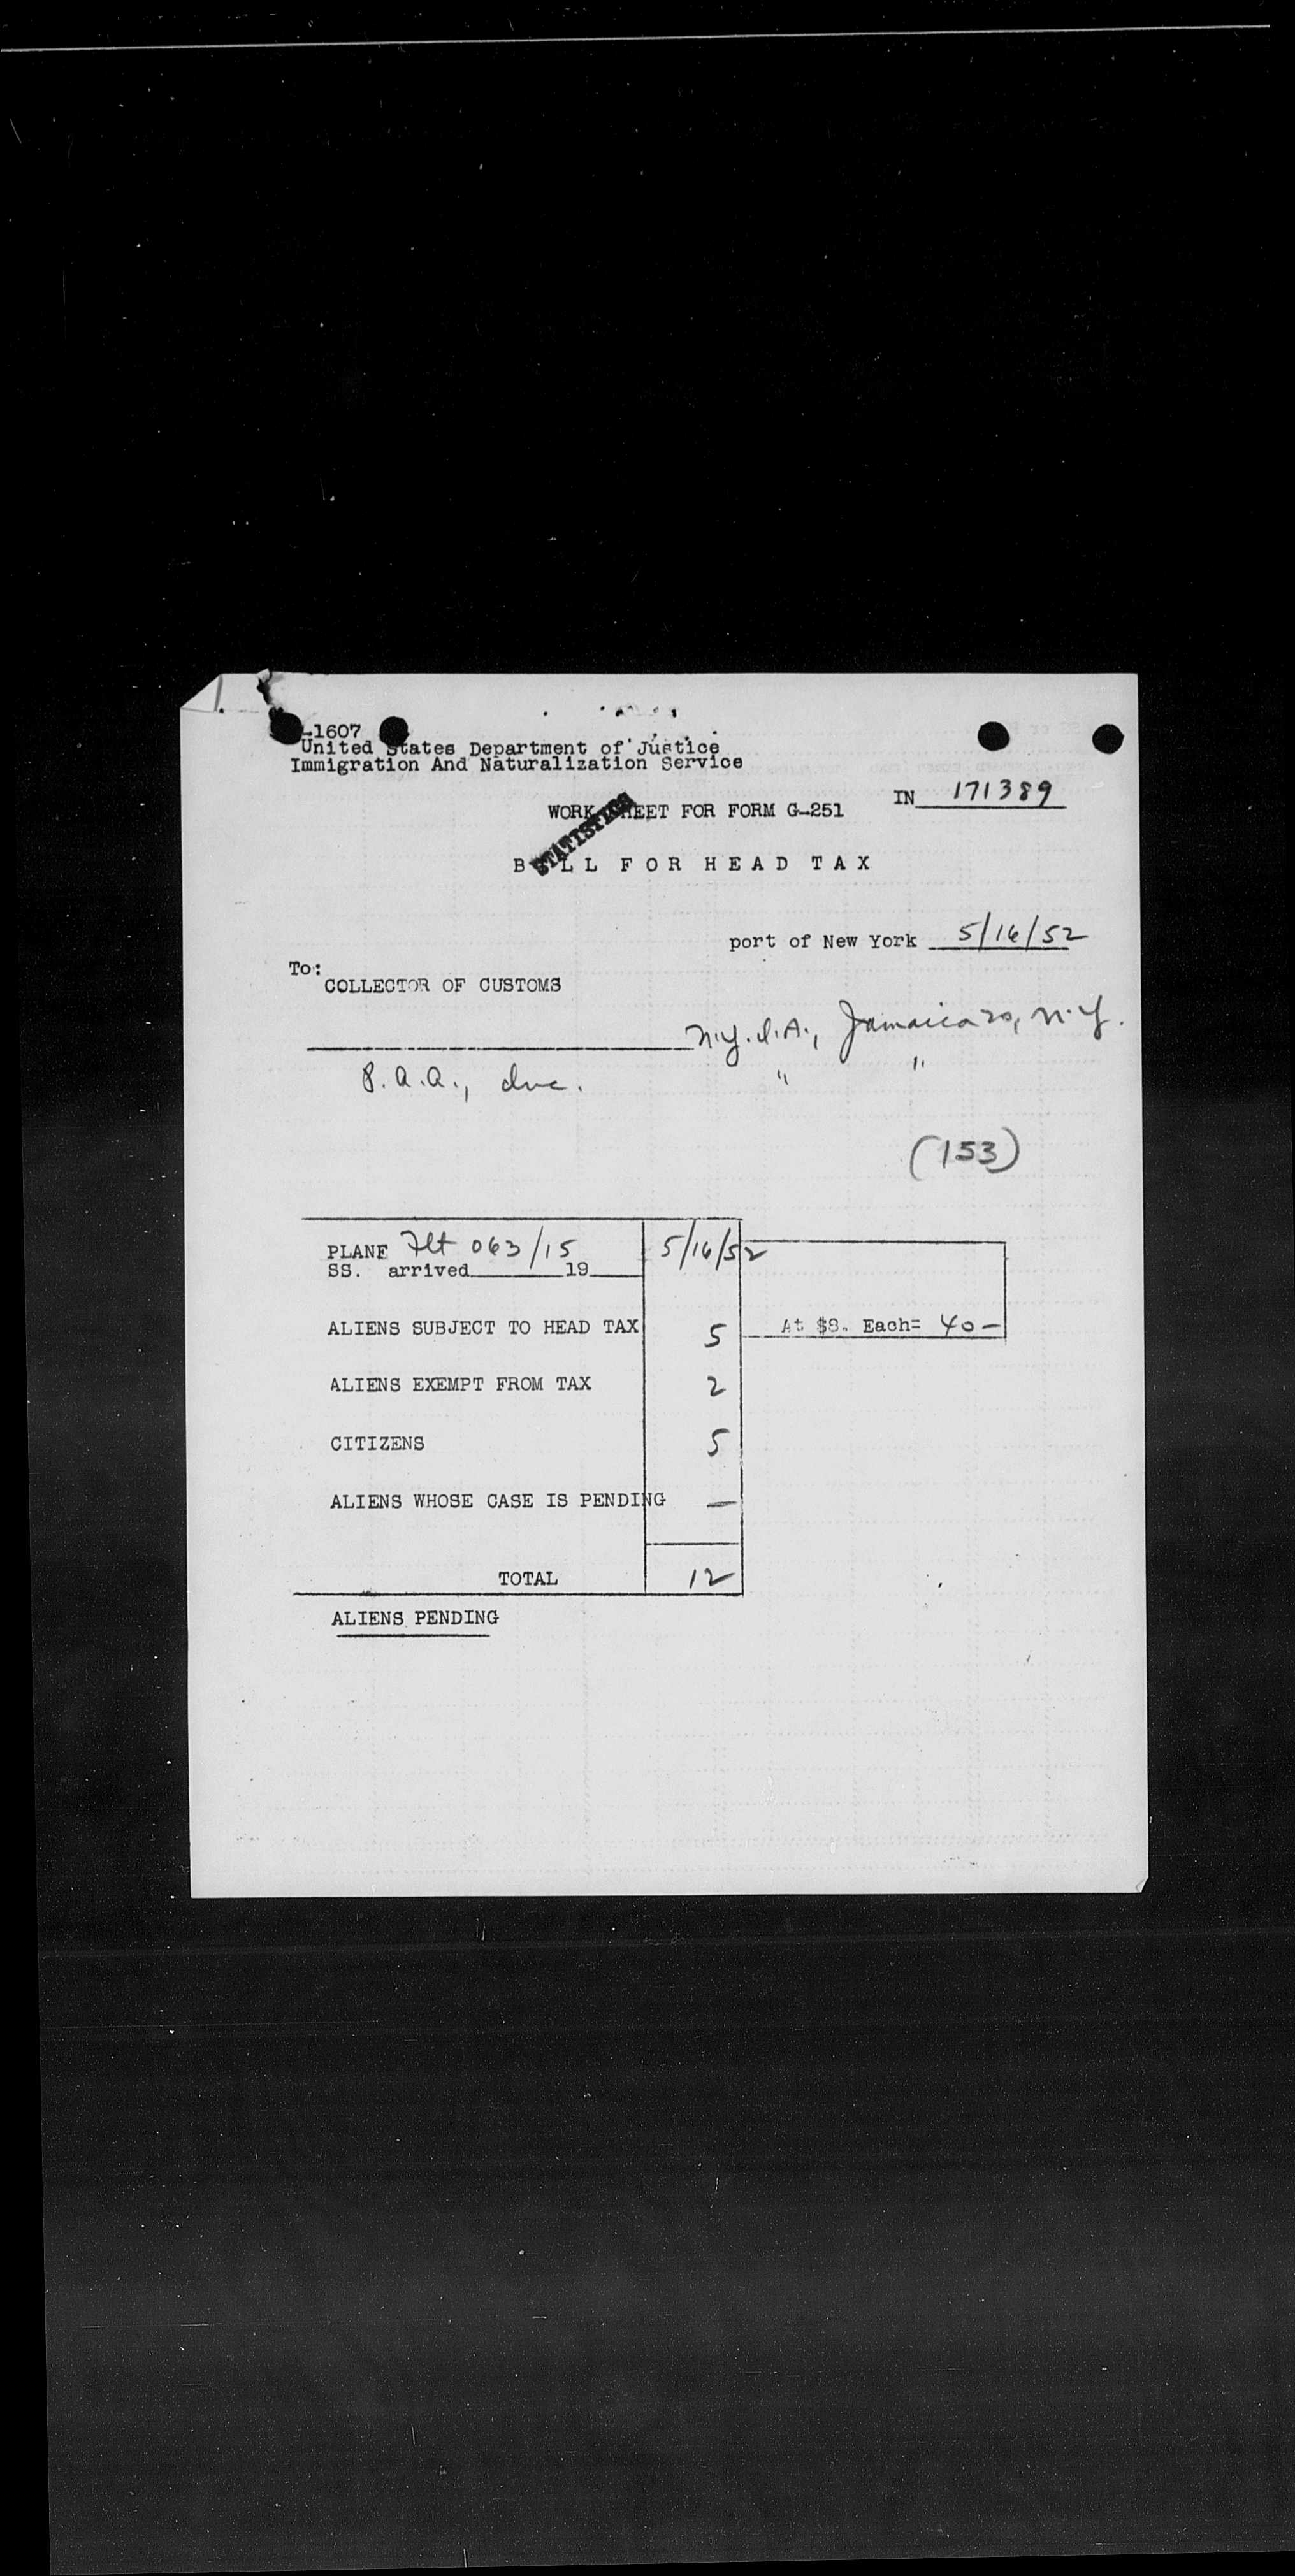 -1607
United States Department of Justice
Immigration And Naturalization Service
IN 171389
WORK SHEET FOR FORM G-251
STATISTICS
BILL FOR HEAD TAX
port of New York 5/16/52
To:
COLLECTOR OF CUSTOMS
N.Y.I.A., Jamaica 20, N.Y.
P.A.A., Inc. " "
(153)
PLANE Flt 063/15 5/16/52
SS. arrived 19
ALIENS SUBJECT TO HEAD TAX 5 At $8. Each= 40-
ALIENS EXEMPT FROM TAX 2
CITIZENS 5
ALIENS WHOSE CASE IS PENDING —
TOTAL 12
ALIENS PENDING